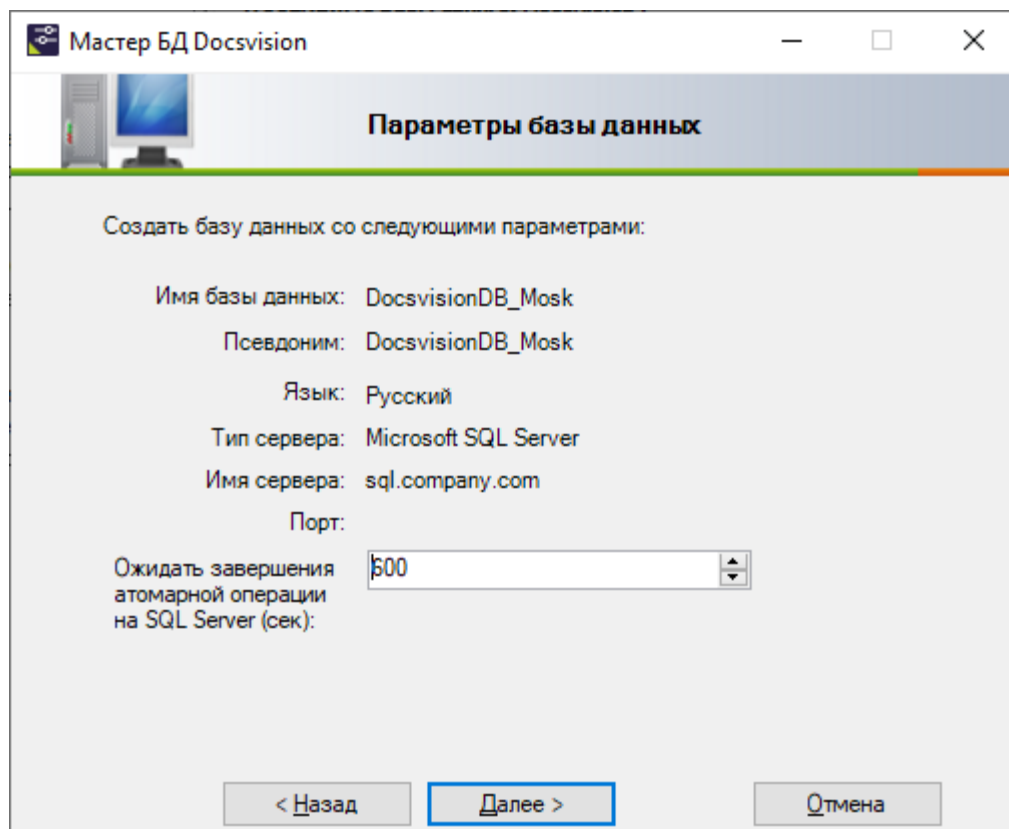 Мастер БД Docsvision
Параметры базы данных
Создать базу данных со следующими параметрами:
Имя базы данных: DocsvisionDB_Mosk
Псевдоним: DocsvisionDB_Mosk
Язык: Русский
Тип сервера: Microsoft SQL Server
Имя сервера: sql.company.com
Порт:
Ожидать завершения 600
атомарной операции
на SQL Server (сек):
< Назад Далее > Отмена